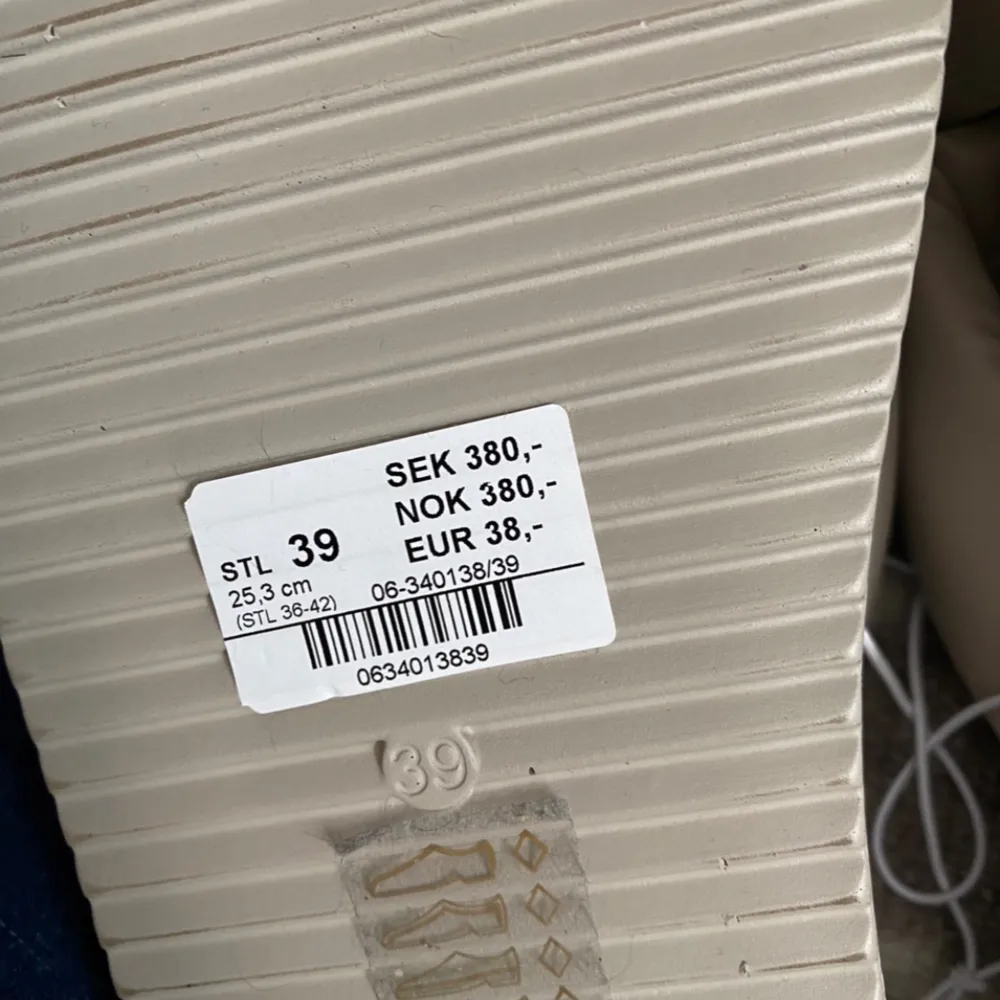 SEK 380,-
NOK 380,-
EUR 38,-
STL 39
25,3 cm
(STL 36-42)
06-340138/39
0634013839
39